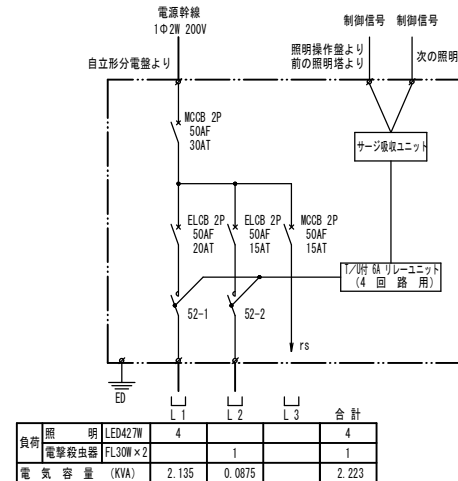 電源幹線
1Φ2W 200V
自立形分電盤より
制御信号 制御信号
照明操作盤より
前の照明塔より
次の照明
MCCB 2P
50AF
30AT
サージ吸収ユニット
ELCB 2P
50AF
20AT
ELCB 2P
50AF
15AT
MCCB 2P
50AF
15AT
T/U付 6A リレーユニット
(4 回 路 用)
52-1
52-2
rs
ED
L 1 L 2 L 3 合 計
負荷 照 明 LED427W 4 4
電撃殺虫器 FL30W×2 1 1
電 気 容 量 (KVA) 2.135 0.0875 2.223